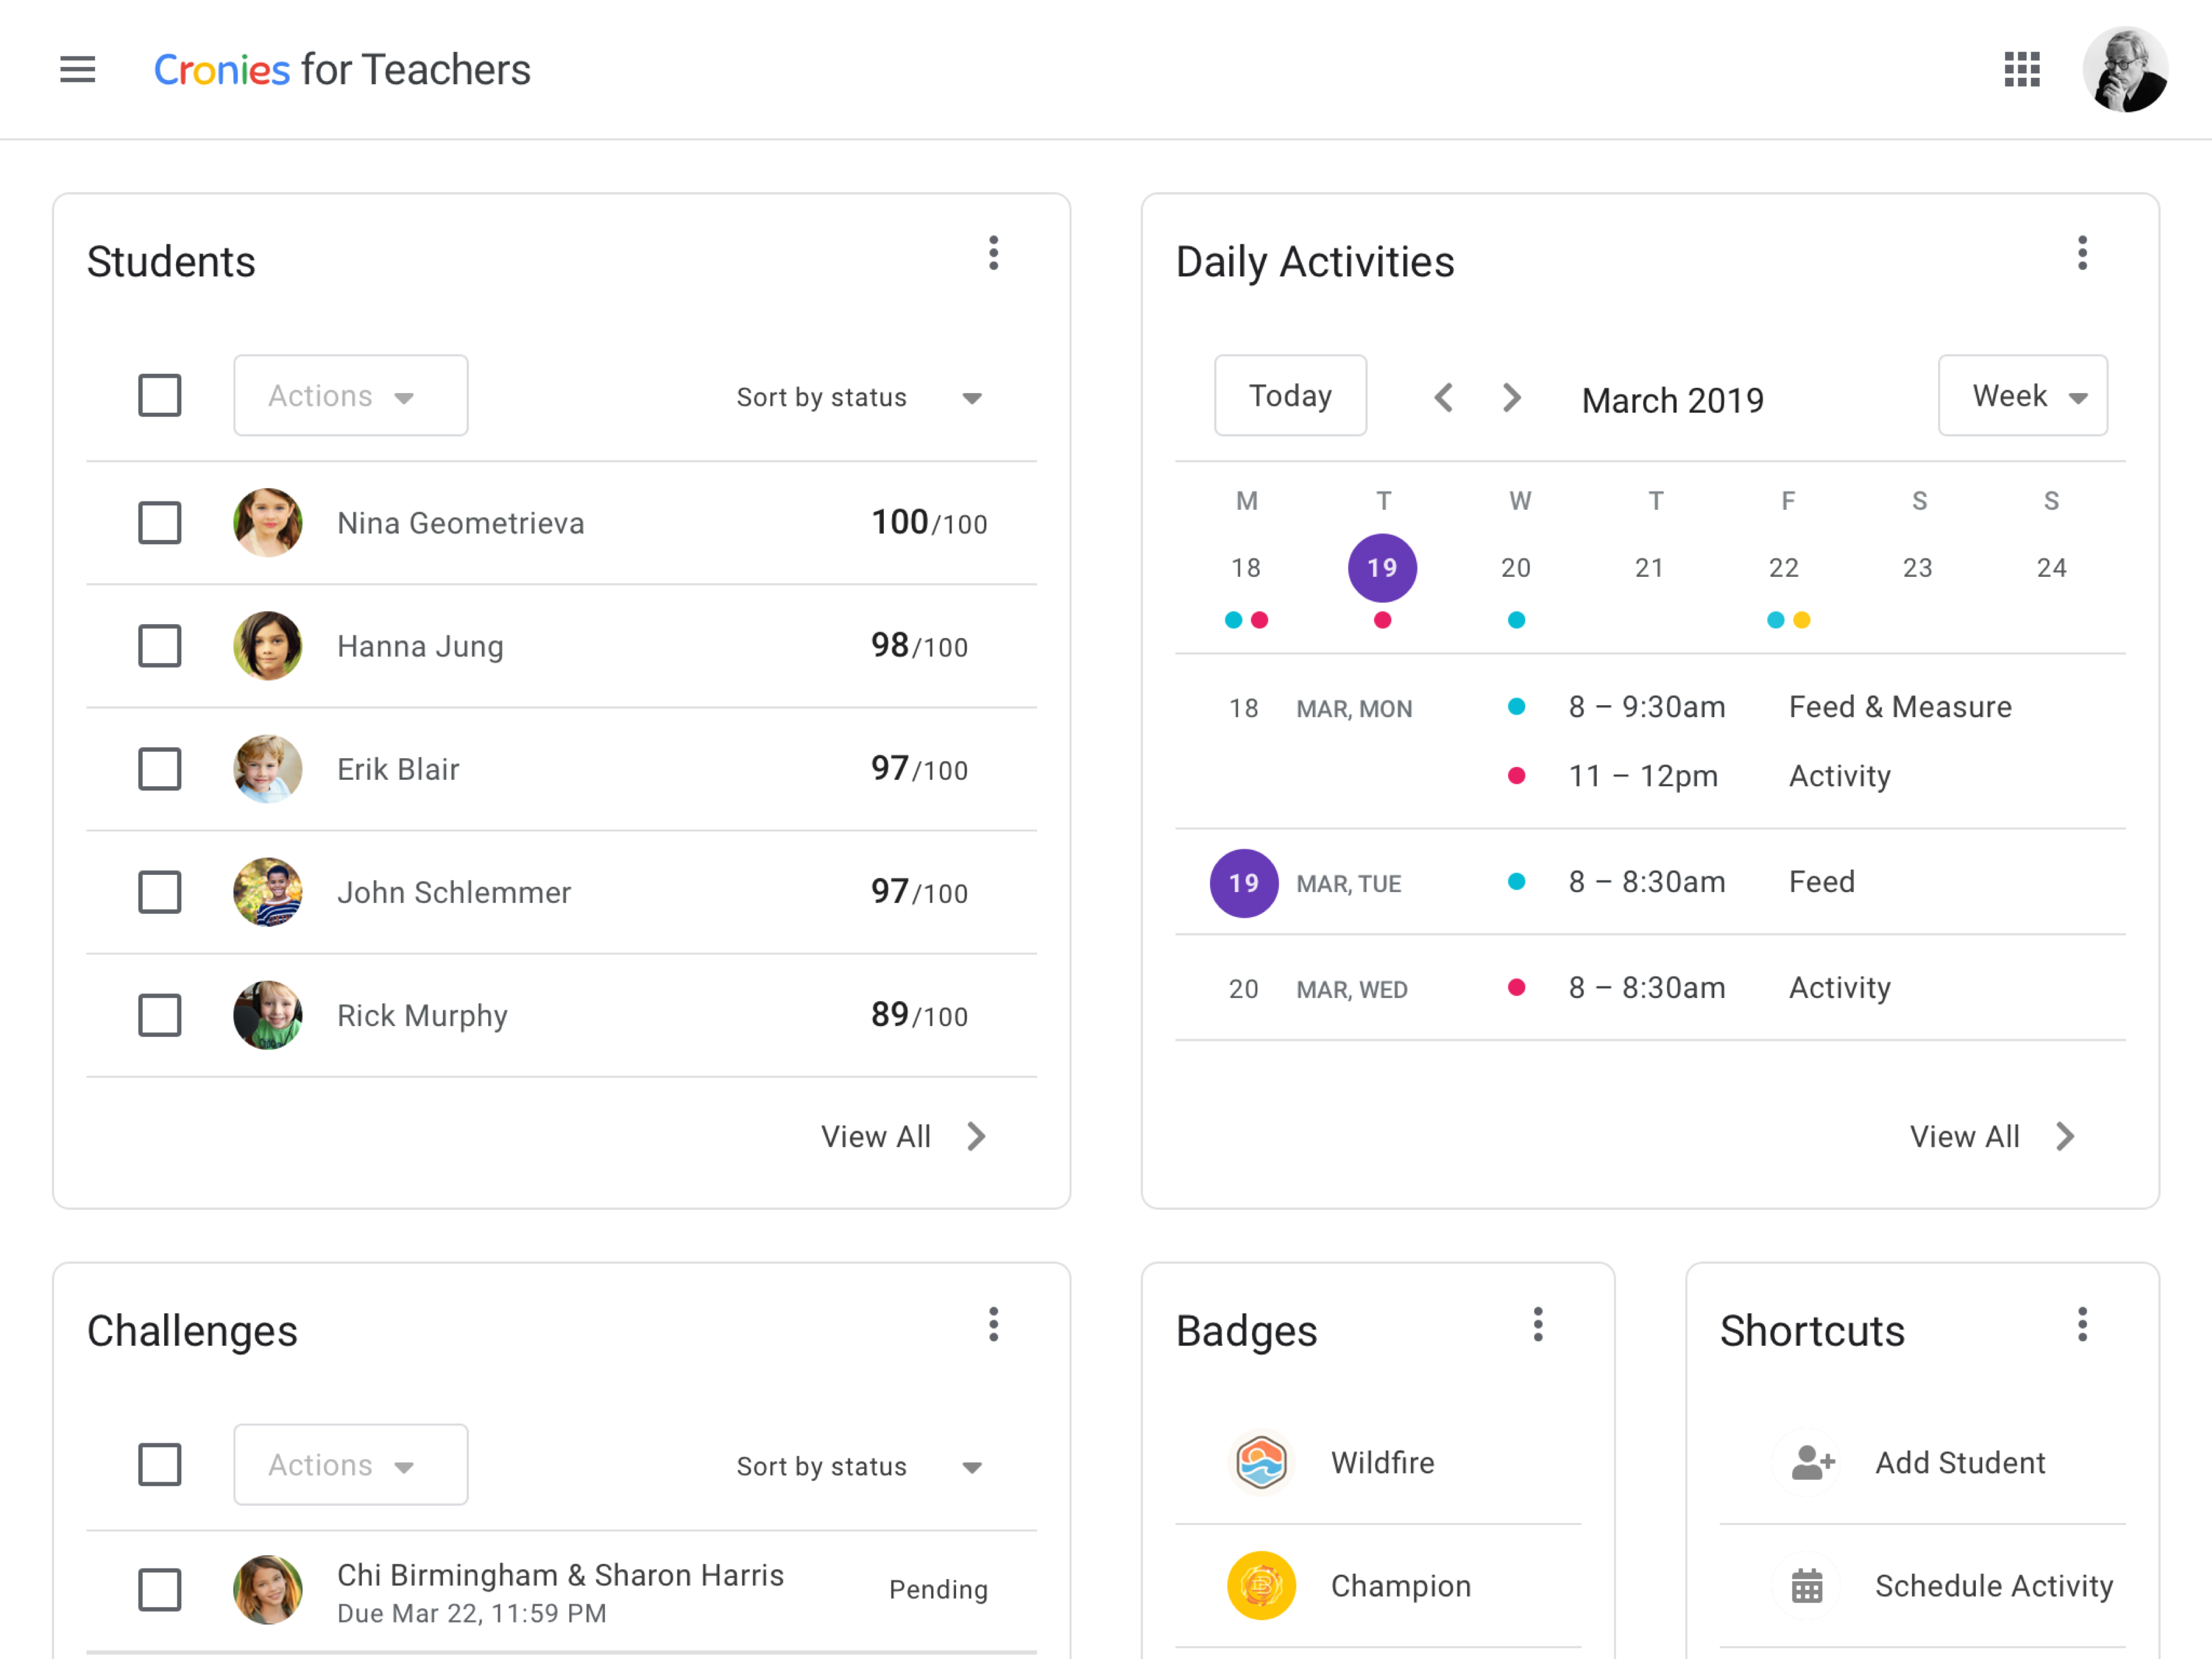 Cronies for Teachers
Students
Actions
Sort by status
Nina Geometrieva
100/100
Hanna Jung
98/100
Erik Blair
97/100
John Schlemmer
97/100
Rick Murphy
89/100
View All
Daily Activities
Today
March 2019
Week
M T W T F S S
18 19 20 21 22 23 24
18 MAR, MON 8 – 9:30am Feed & Measure
11 – 12pm Activity
19 MAR, TUE 8 – 8:30am Feed
20 MAR, WED 8 – 8:30am Activity
View All
Challenges
Actions
Sort by status
Chi Birmingham & Sharon Harris
Due Mar 22, 11:59 PM
Pending
Badges
Wildfire
Champion
Shortcuts
Add Student
Schedule Activity